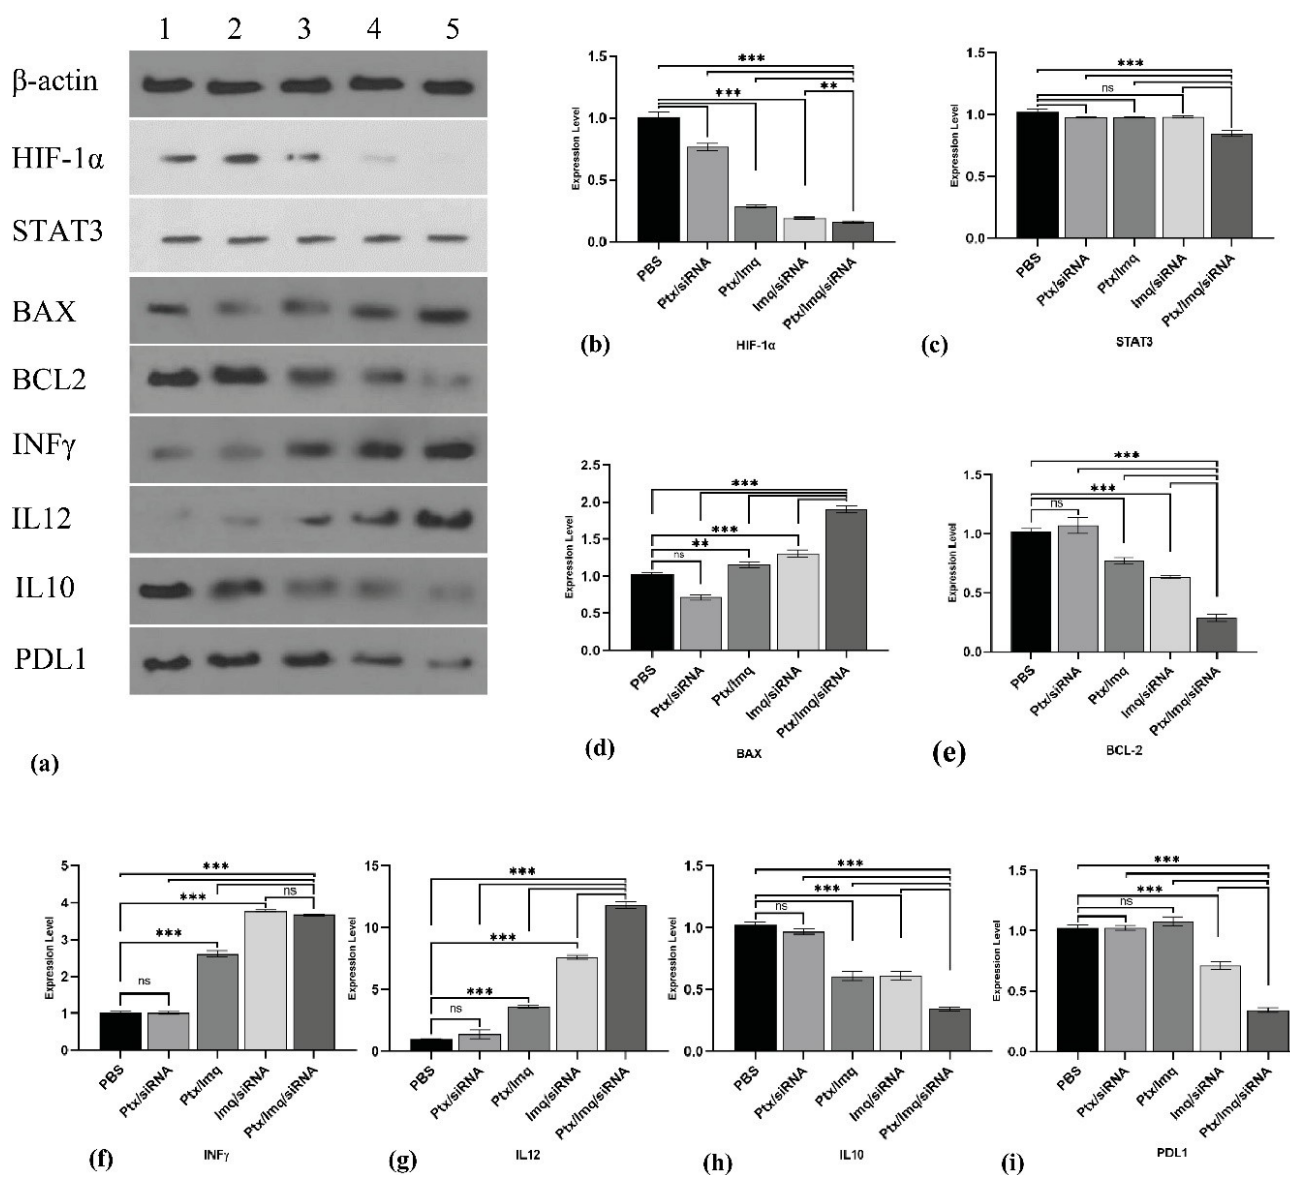 1 2 3 4 5
β-actin
HIF-1α
STAT3
BAX
BCL2
INFγ
IL12
IL10
PDL1
(a)
1.5
1.0
0.5
0.0
Expression Level
***
***
**
PBS
Ptx/siRNA
Ptx/Imq
Imq/siRNA
Ptx/Imq/siRNA
(b)
HIF-1α
1.5
1.0
0.5
0.0
Expression Level
***
ns
PBS
Ptx/siRNA
Ptx/Imq
Imq/siRNA
Ptx/Imq/siRNA
(c)
STAT3
2.5
2.0
1.5
1.0
0.5
0.0
Expression Level
***
***
**
ns
PBS
Ptx/siRNA
Ptx/Imq
Imq/siRNA
Ptx/Imq/siRNA
(d)
BAX
1.5
1.0
0.5
0.0
Expression Level
***
***
ns
PBS
Ptx/siRNA
Ptx/Imq
Imq/siRNA
Ptx/Imq/siRNA
(e)
BCL-2
5
4
3
2
1
0
Expression Level
***
ns
***
***
ns
PBS
Ptx/siRNA
Ptx/Imq
Imq/siRNA
Ptx/Imq/siRNA
(f)
INFγ
15
10
5
0
Expression Level
***
***
***
ns
PBS
Ptx/siRNA
Ptx/Imq
Imq/siRNA
Ptx/Imq/siRNA
(g)
IL12
1.5
1.0
0.5
0.0
Expression Level
***
***
ns
PBS
Ptx/siRNA
Ptx/Imq
Imq/siRNA
Ptx/Imq/siRNA
(h)
IL10
1.5
1.0
0.5
0.0
Expression Level
***
***
ns
PBS
Ptx/siRNA
Ptx/Imq
Imq/siRNA
Ptx/Imq/siRNA
(i)
PDL1